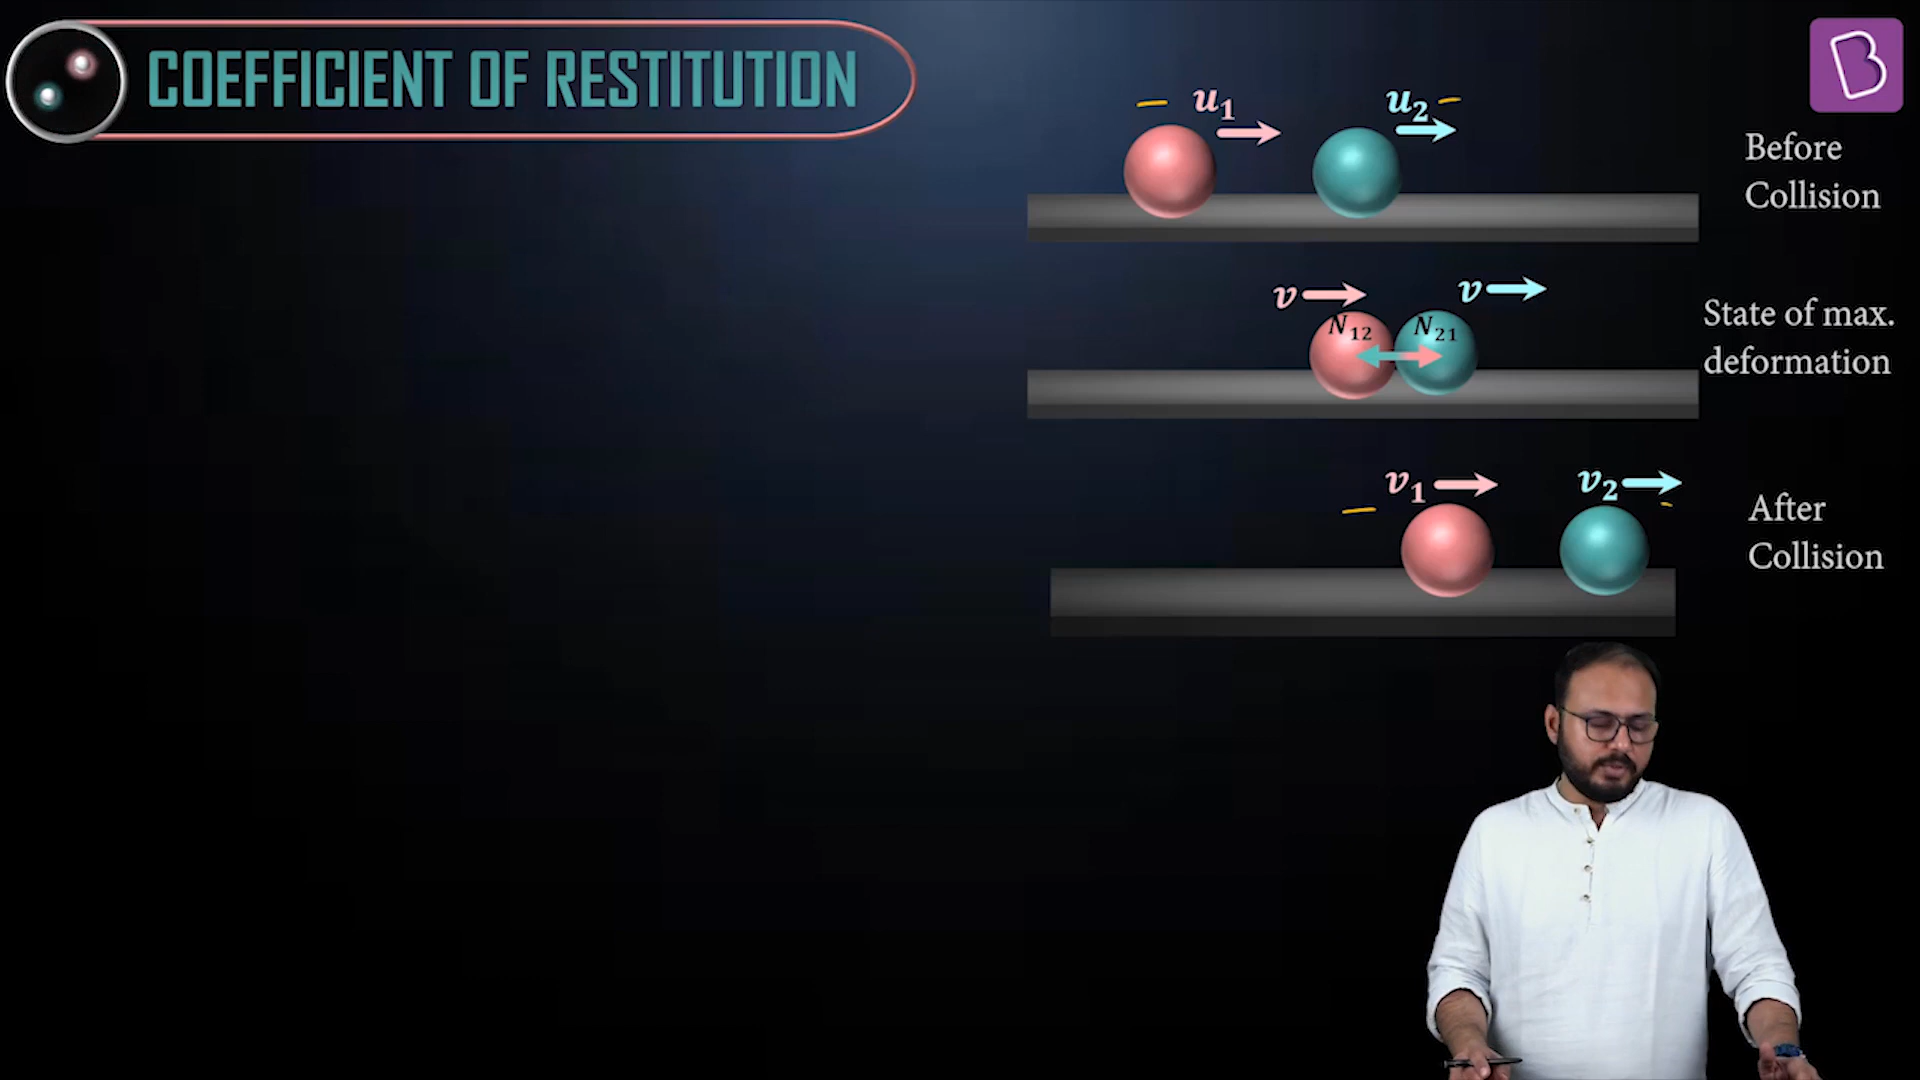 COEFFICIENT OF RESTITUTION
B
u₁ u₂
Before
Collision
v v
N₁₂ N₂₁
State of max.
deformation
v₁ v₂
After
Collision